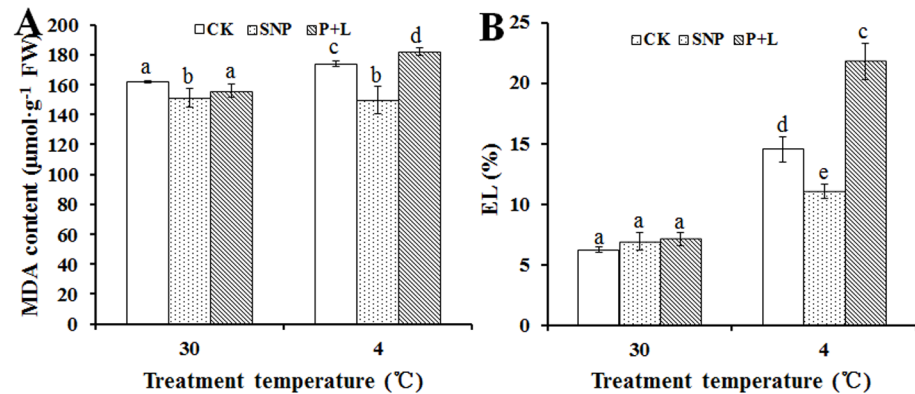 A
CK SNP P+L
MDA content (μmol·g⁻¹ FW)
200
180
160
140
120
100
80
60
40
20
0
a b a c b d
30 4
Treatment temperature (℃)
B
CK SNP P+L
EL (%)
25
20
15
10
5
0
a a a d e c
30 4
Treatment temperature (℃)